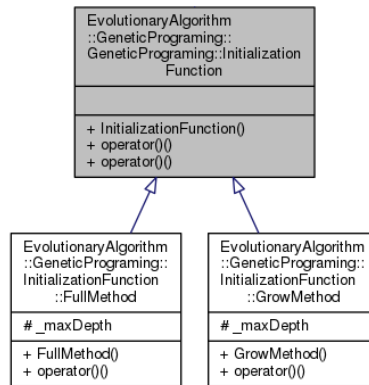 EvolutionaryAlgorithm
::GeneticPrograming::
GeneticPrograming::Initialization
Function
+ InitializationFunction()
+ operator()()
+ operator()()
EvolutionaryAlgorithm
::GeneticPrograming::
InitializationFunction
::FullMethod
# _maxDepth
+ FullMethod()
+ operator()()
EvolutionaryAlgorithm
::GeneticPrograming::
InitializationFunction
::GrowMethod
# _maxDepth
+ GrowMethod()
+ operator()()